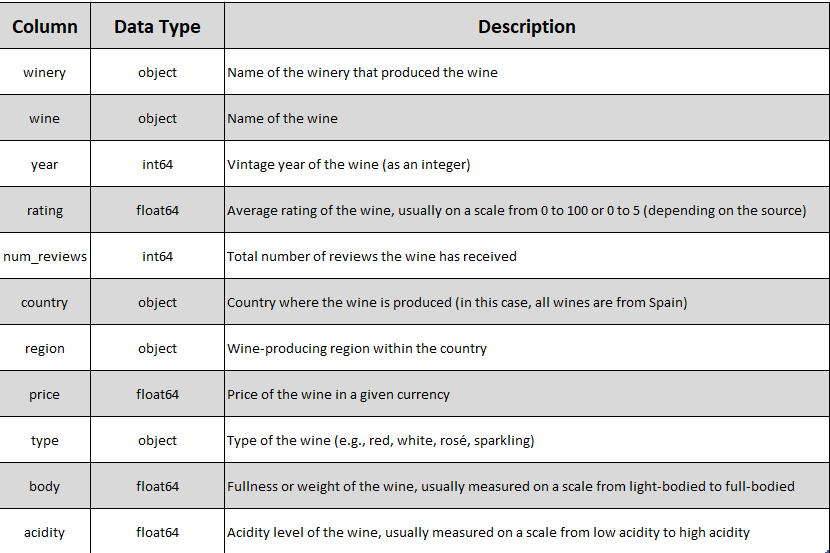 Column Data Type Description
winery object Name of the winery that produced the wine
wine object Name of the wine
year int64 Vintage year of the wine (as an integer)
rating float64 Average rating of the wine, usually on a scale from 0 to 100 or 0 to 5 (depending on the source)
num_reviews int64 Total number of reviews the wine has received
country object Country where the wine is produced (in this case, all wines are from Spain)
region object Wine-producing region within the country
price float64 Price of the wine in a given currency
type object Type of the wine (e.g., red, white, rosé, sparkling)
body float64 Fullness or weight of the wine, usually measured on a scale from light-bodied to full-bodied
acidity float64 Acidity level of the wine, usually measured on a scale from low acidity to high acidity